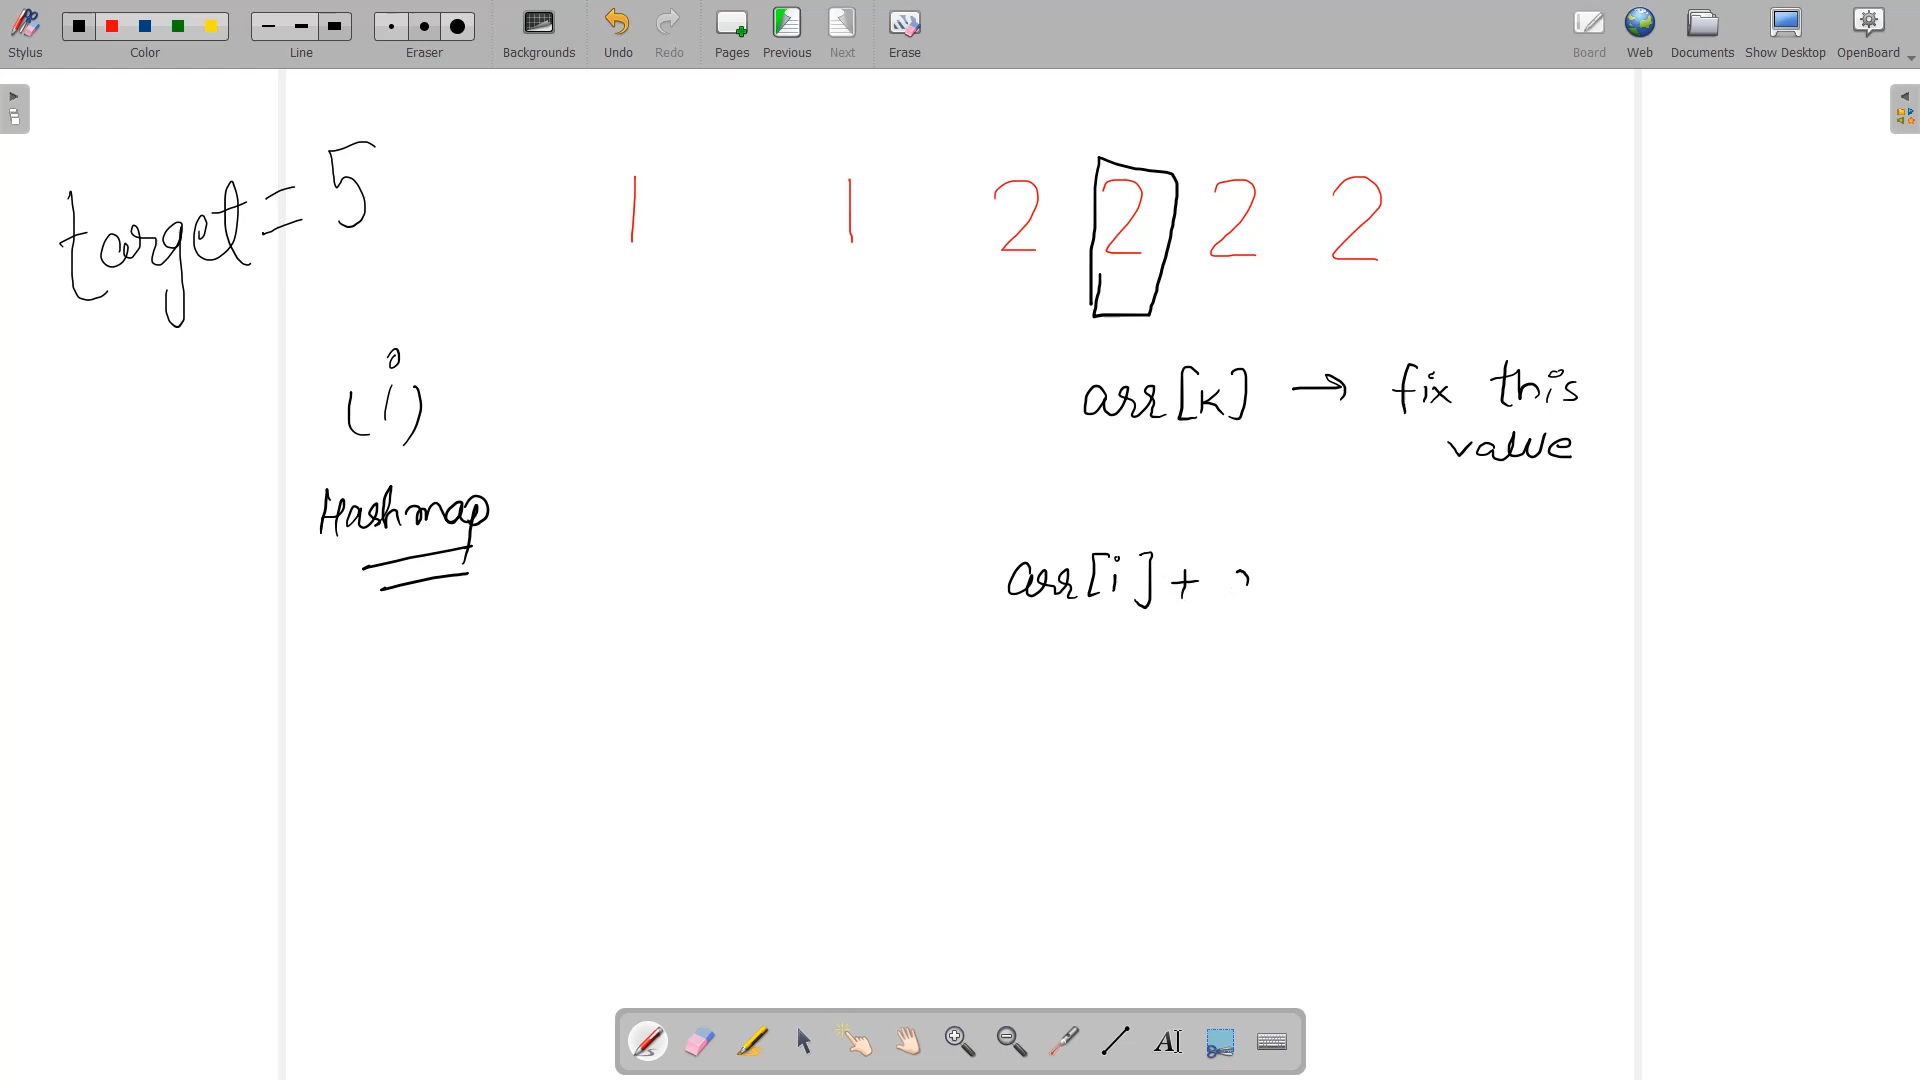 Stylus Color Line Eraser Backgrounds Undo Redo Pages Previous Next Erase Board Web Documents Show Desktop OpenBoard
target = 5 1 1 2 2 2 2
(i) arr[k] → fix this
value
Hashmap
arr[i] +